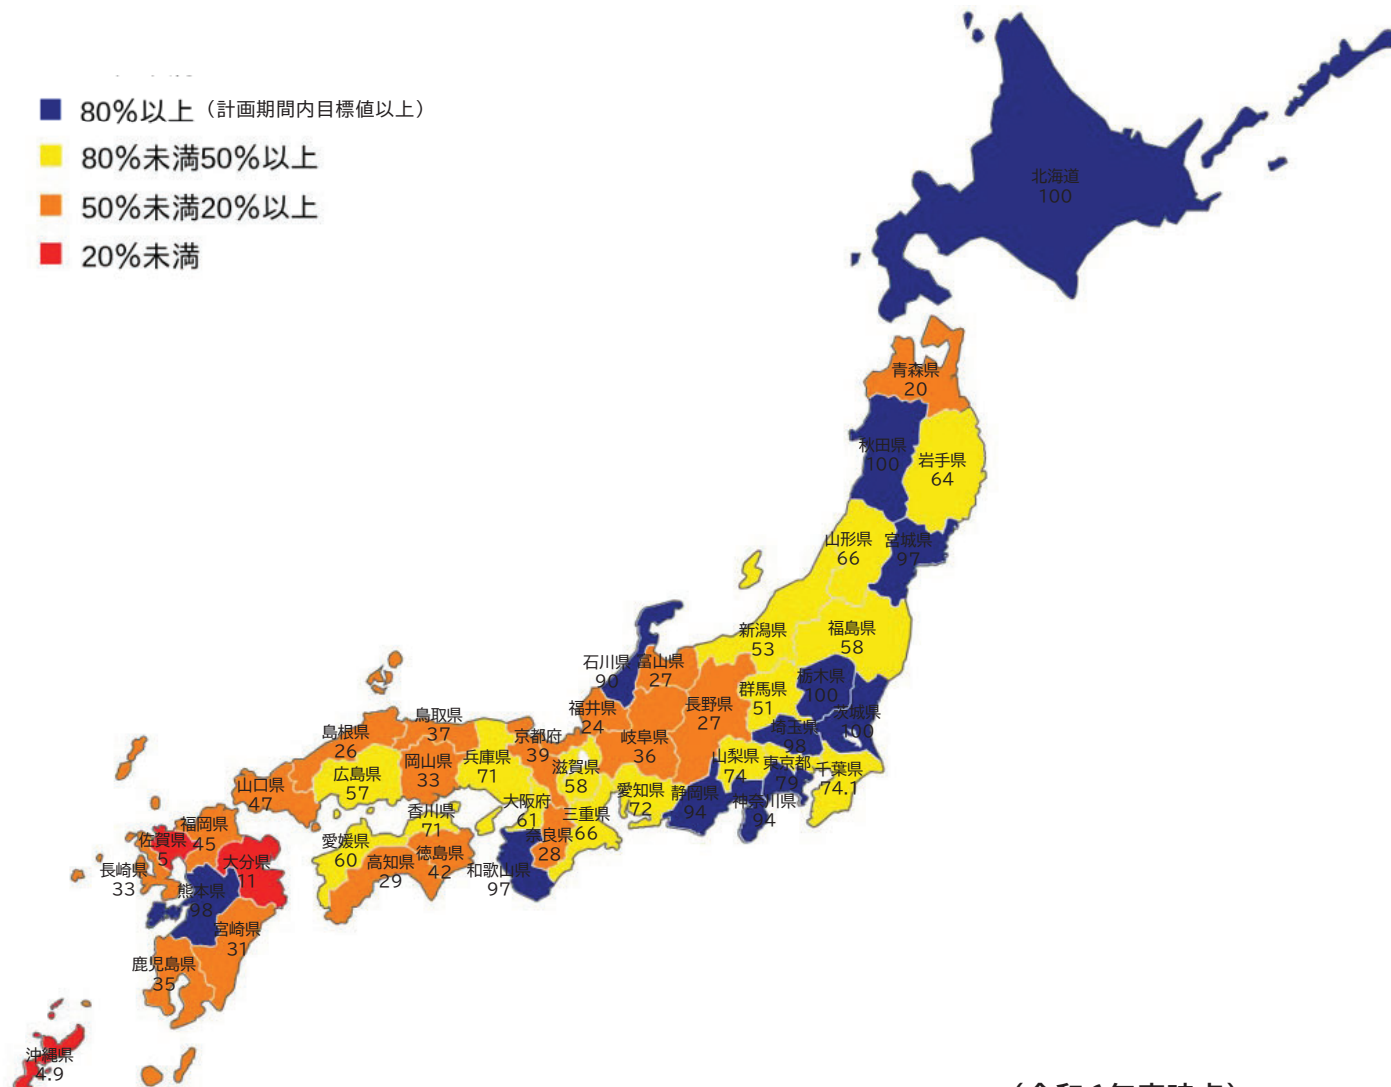 80%以上（計画期間内目標値以上）
80%未満50%以上
50%未満20%以上
20%未満
北海道
100
青森県
20
秋田県
100
岩手県
64
山形県
66
宮城県
97
新潟県
53
福島県
58
石川県
90
富山県
27
栃木県
100
群馬県
51
長野県
27
茨城県
100
福井県
24
埼玉県
98
鳥取県
37
島根県
26
京都府
39
岐阜県
36
山梨県
74
東京都
79
千葉県
74.1
兵庫県
71
岡山県
33
広島県
57
滋賀県
58
山口県
47
愛知県
72
静岡県
94
神奈川県
94
大阪府
61
三重県
66
香川県
71
福岡県
45
佐賀県
5
愛媛県
60
奈良県
28
徳島県
42
高知県
29
大分県
11
長崎県
33
和歌山県
97
熊本県
98
宮崎県
31
鹿児島県
35
沖縄県
4.9